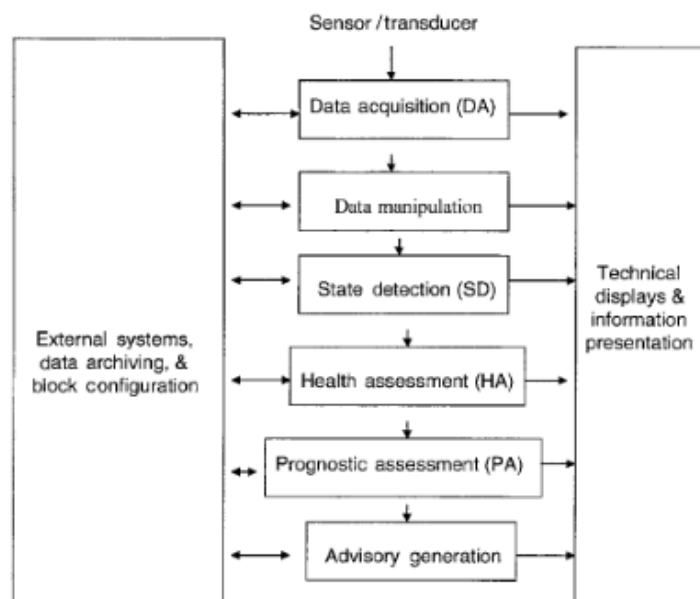 Sensor/transducer
Data acquisition (DA)
Data manipulation
State detection (SD)
Health assessment (HA)
Prognostic assessment (PA)
Advisory generation
External systems,
data archiving, &
block configuration
Technical
displays &
information
presentation